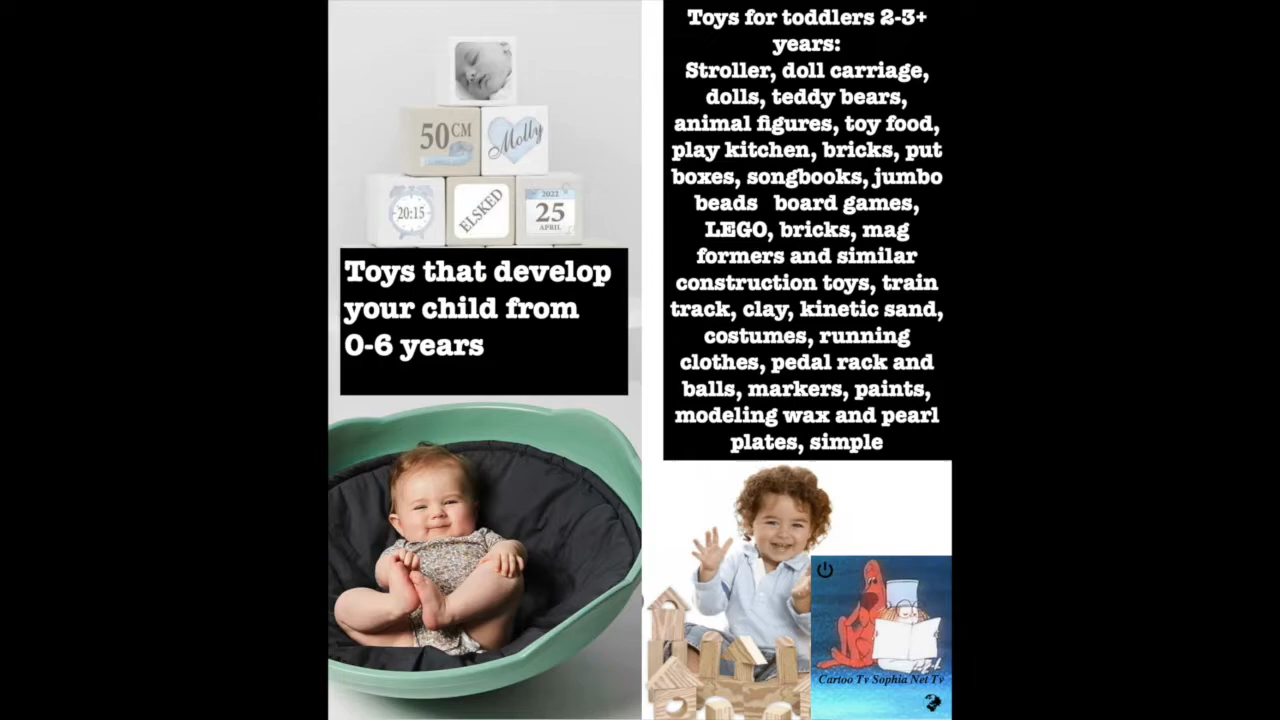 50 CM
Molly
20:15
ELSKED
2022
25
APRIL
Toys that develop
your child from
0-6 years
Toys for toddlers 2-3+
years:
Stroller, doll carriage,
dolls, teddy bears,
animal figures, toy food,
play kitchen, bricks, put
boxes, songbooks, jumbo
beads board games,
LEGO, bricks, mag
formers and similar
construction toys, train
track, clay, kinetic sand,
costumes, running
clothes, pedal rack and
balls, markers, paints,
modeling wax and pearl
plates, simple
Cartoo Tv Sophia Net Tv